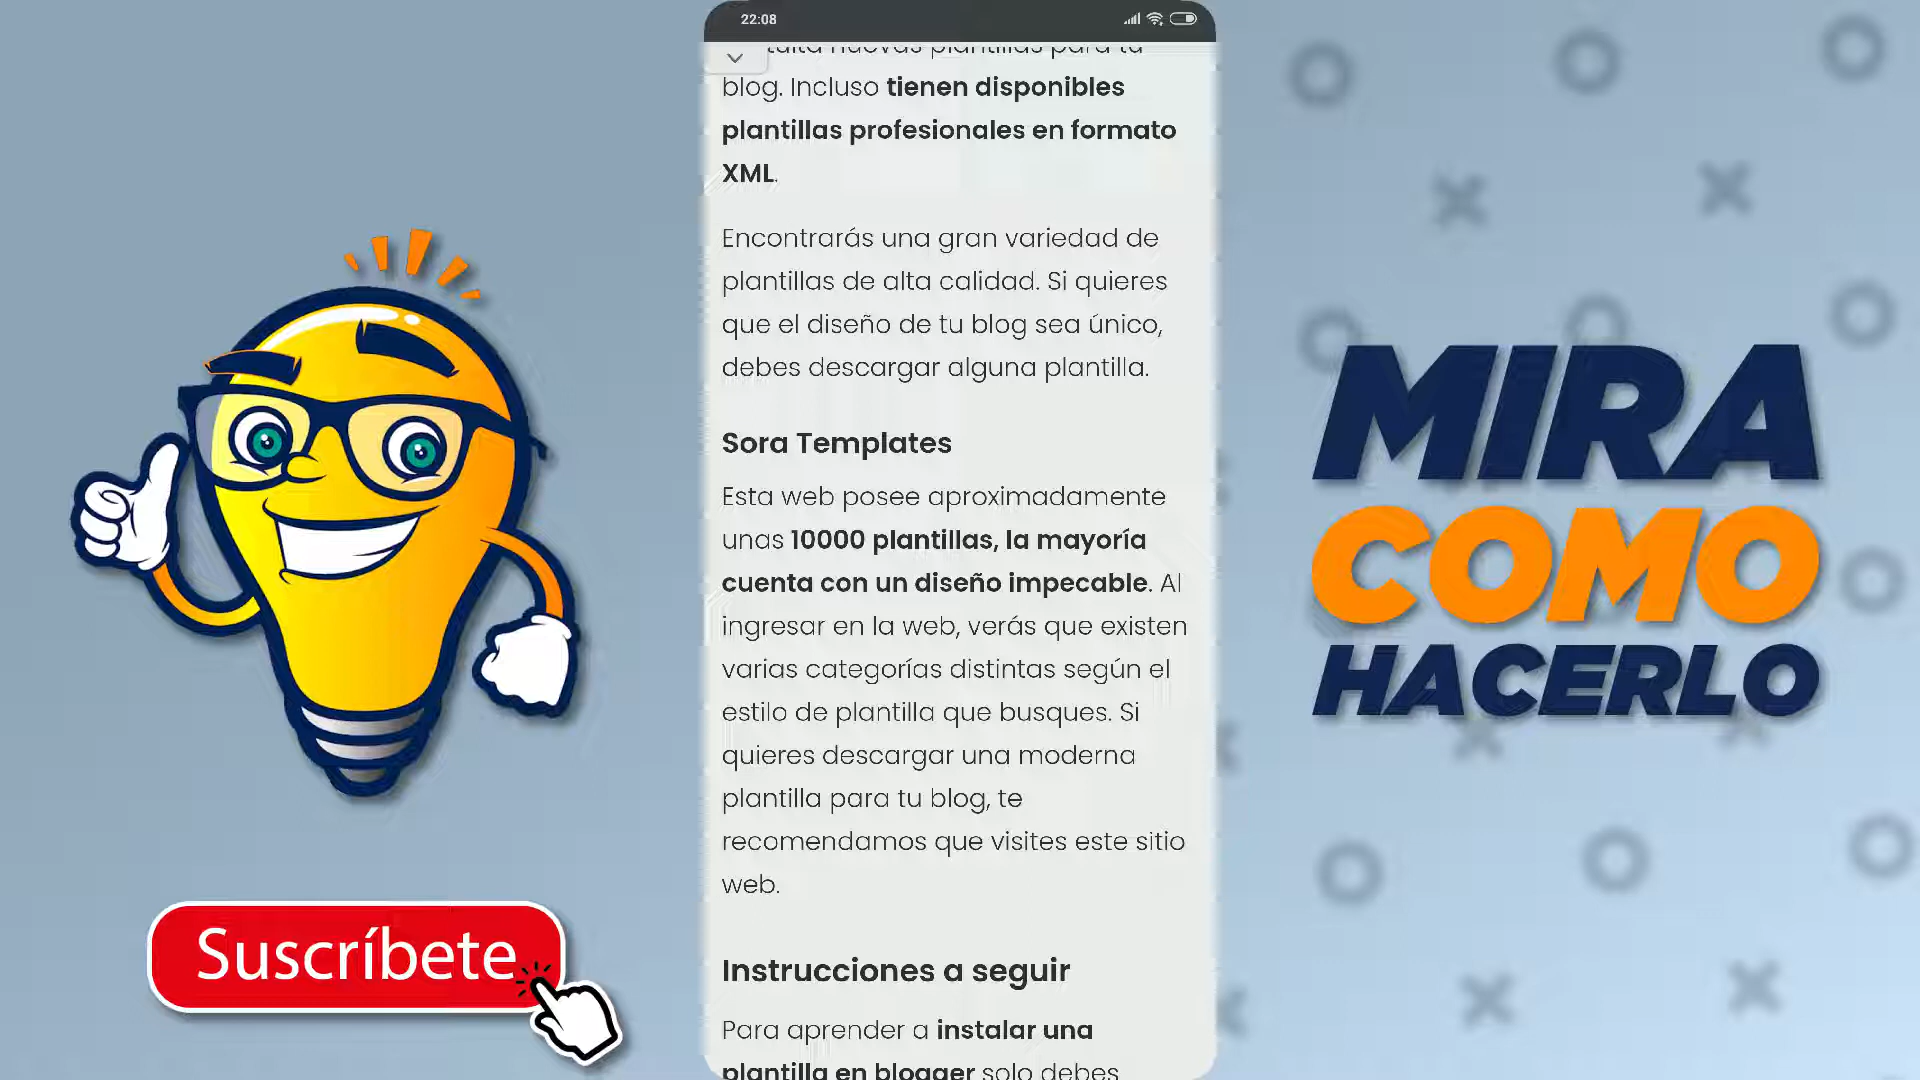 22:08
nuevas plantillas para tu
blog. Incluso tienen disponibles
plantillas profesionales en formato
XML.
Encontrarás una gran variedad de
plantillas de alta calidad. Si quieres
que el diseño de tu blog sea único,
debes descargar alguna plantilla.
Sora Templates
Esta web posee aproximadamente
unas 10000 plantillas, la mayoría
cuenta con un diseño impecable. Al
ingresar en la web, verás que existen
varias categorías distintas según el
estilo de plantilla que busques. Si
quieres descargar una moderna
plantilla para tu blog, te
recomendamos que visites este sitio
web.
Instrucciones a seguir
Para aprender a instalar una
plantilla en blogger solo debes
Suscríbete
MIRA
COMO
HACERLO